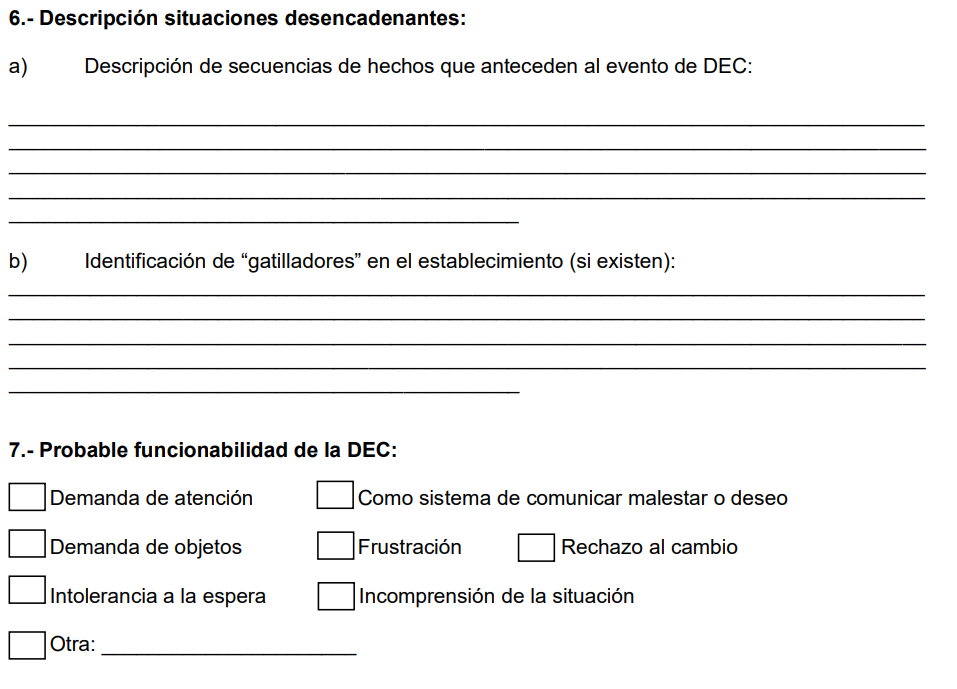 6.- Descripción situaciones desencadenantes:
a) Descripción de secuencias de hechos que anteceden al evento de DEC:
b) Identificación de “gatilladores” en el establecimiento (si existen):
7.- Probable funcionabilidad de la DEC:
Demanda de atención Como sistema de comunicar malestar o deseo
Demanda de objetos Frustración Rechazo al cambio
Intolerancia a la espera Incomprensión de la situación
Otra: ______________________